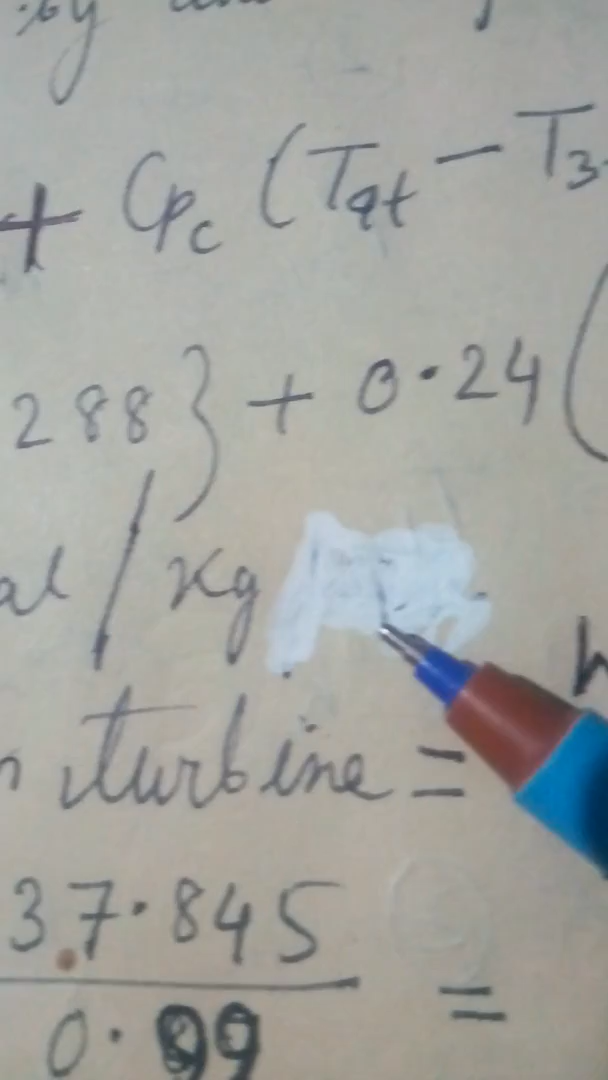 + Cpc (T4t - T3
288} + 0.24 (
al / Kg
n turbine =
37.845
0.99 =